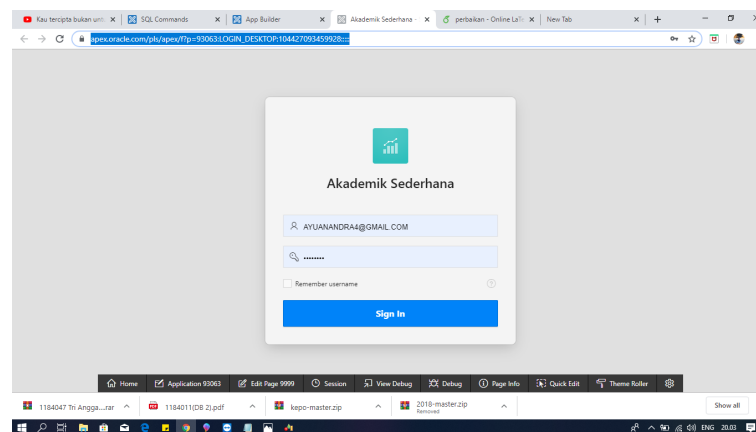 Kau tercipta bukan unt
SQL Commands
App Builder
Akademik Sederhana -
perbaikan - Online LaTe
New Tab
apex.oracle.com/pls/apex/f?p=93063:LOGIN_DESKTOP:104427093459928:::::
Akademik Sederhana
AYUANANDRA4@GMAIL.COM
Remember username
Sign In
Home
Application 93063
Edit Page 9999
Session
View Debug
Debug
Page Info
Quick Edit
Theme Roller
1184047 Tri Angga....rar
1184011(DB 2).pdf
kepo-master.zip
2018-master.zip
Removed
Show all
ENG
20.03